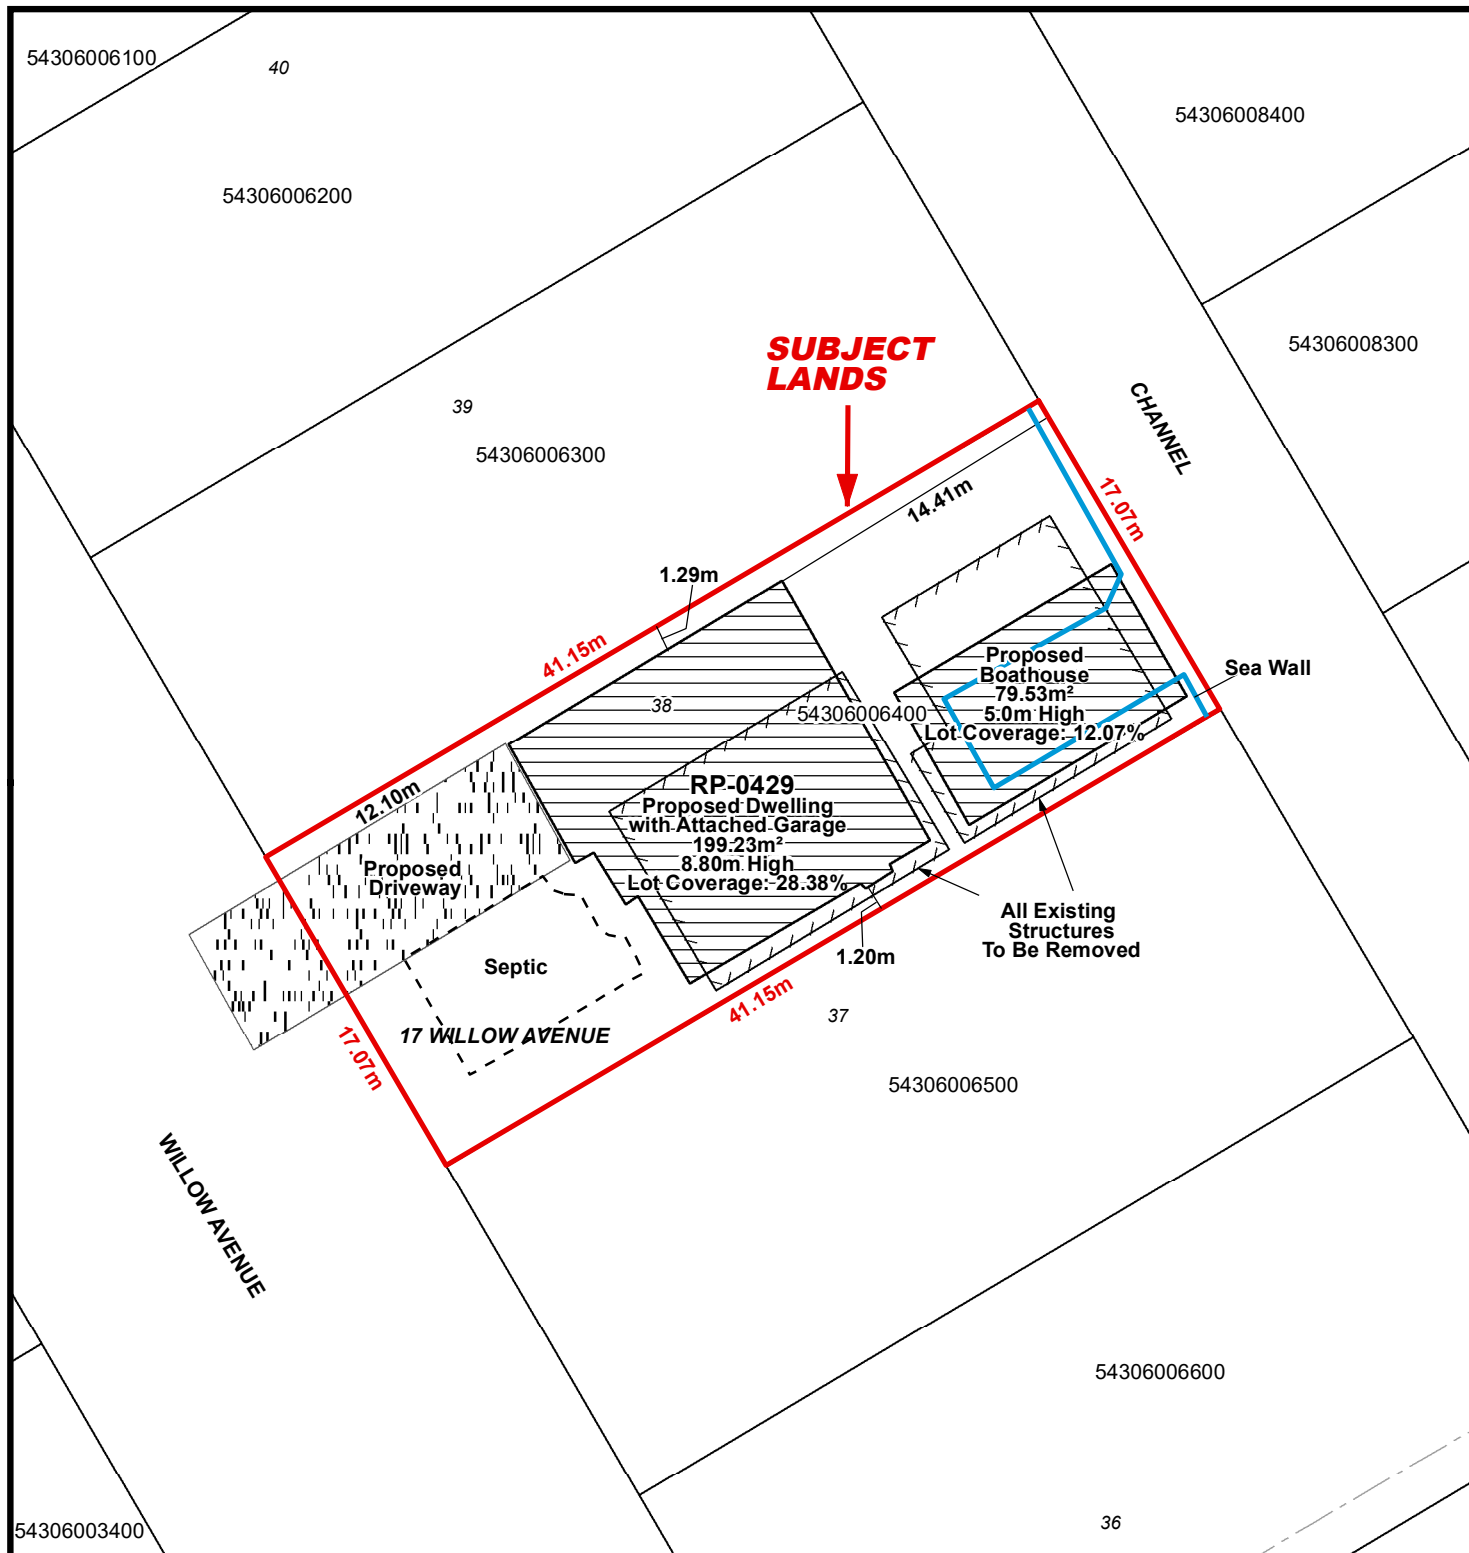 54306006100
40
54306008400
54306006200
54306008300
SUBJECT
LANDS
39
54306006300
CHANNEL
14.41m
17.07m
1.29m
41.15m
Proposed
Boathouse
79.53m²
5.0m High
Lot Coverage: 12.07%
Sea Wall
38
54306006400
RP-0429
Proposed Dwelling
with Attached Garage
199.23m²
8.80m High
Lot Coverage: 28.38%
12.10m
Proposed
Driveway
All Existing
Structures
To Be Removed
1.20m
Septic
41.15m
37
17 WILLOW AVENUE
17.07m
54306006500
WILLOW AVENUE
54306006600
36
54306003400